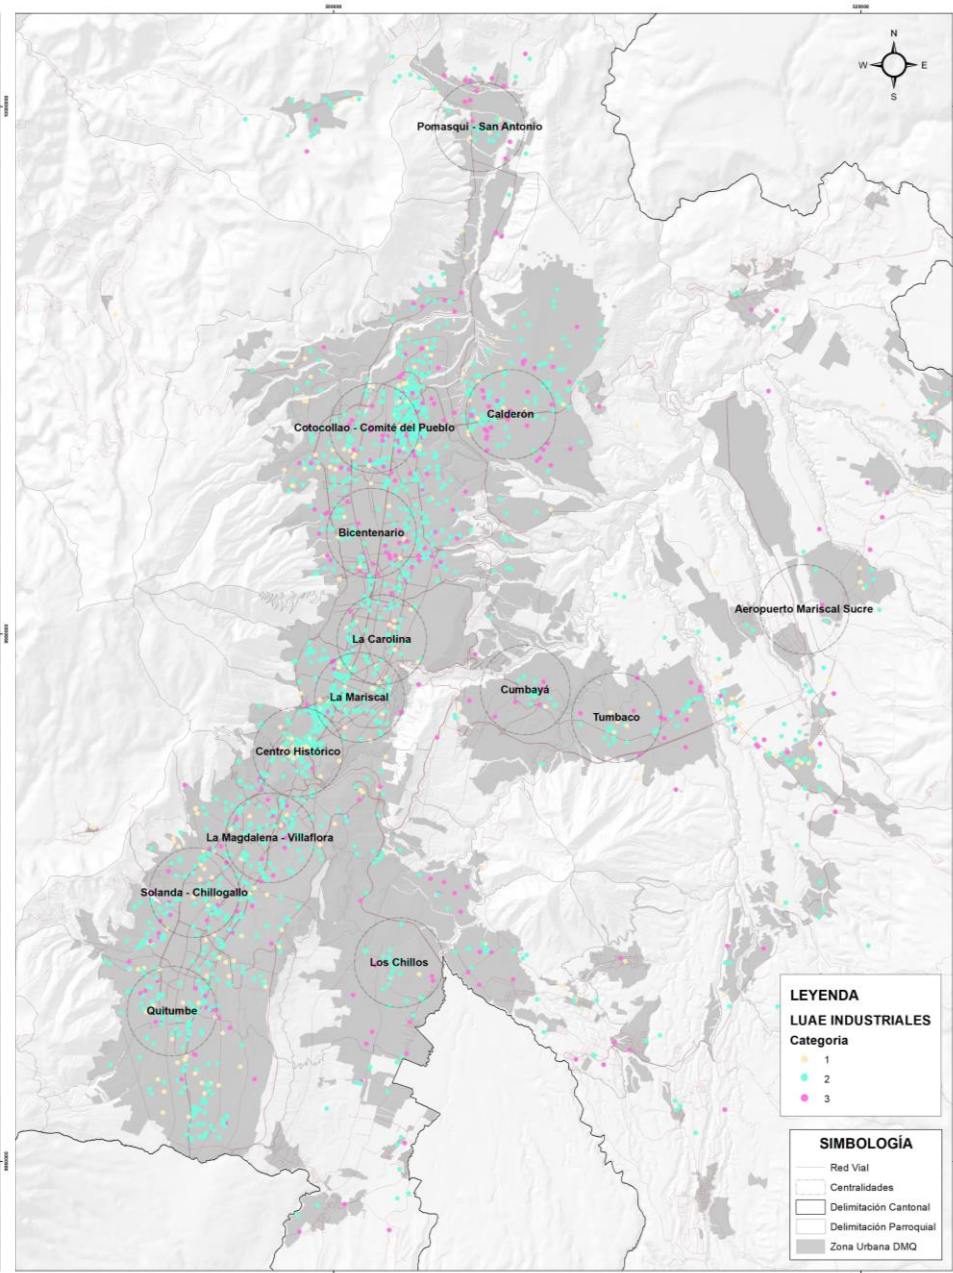 500000
520000
N
W
E
S
Pomasqui - San Antonio
Calderón
Cotocollao - Comité del Pueblo
Bicentenario
Aeropuerto Mariscal Sucre
La Carolina
Cumbayá
La Mariscal
Tumbaco
Centro Histórico
La Magdalena - Villaflora
Solanda - Chillogallo
Los Chillos
Quitumbe
LEYENDA
LUAE INDUSTRIALES
Categoria
1
2
3
SIMBOLOGÍA
Red Vial
Centralidades
Delimitación Cantonal
Delimitación Parroquial
Zona Urbana DMQ